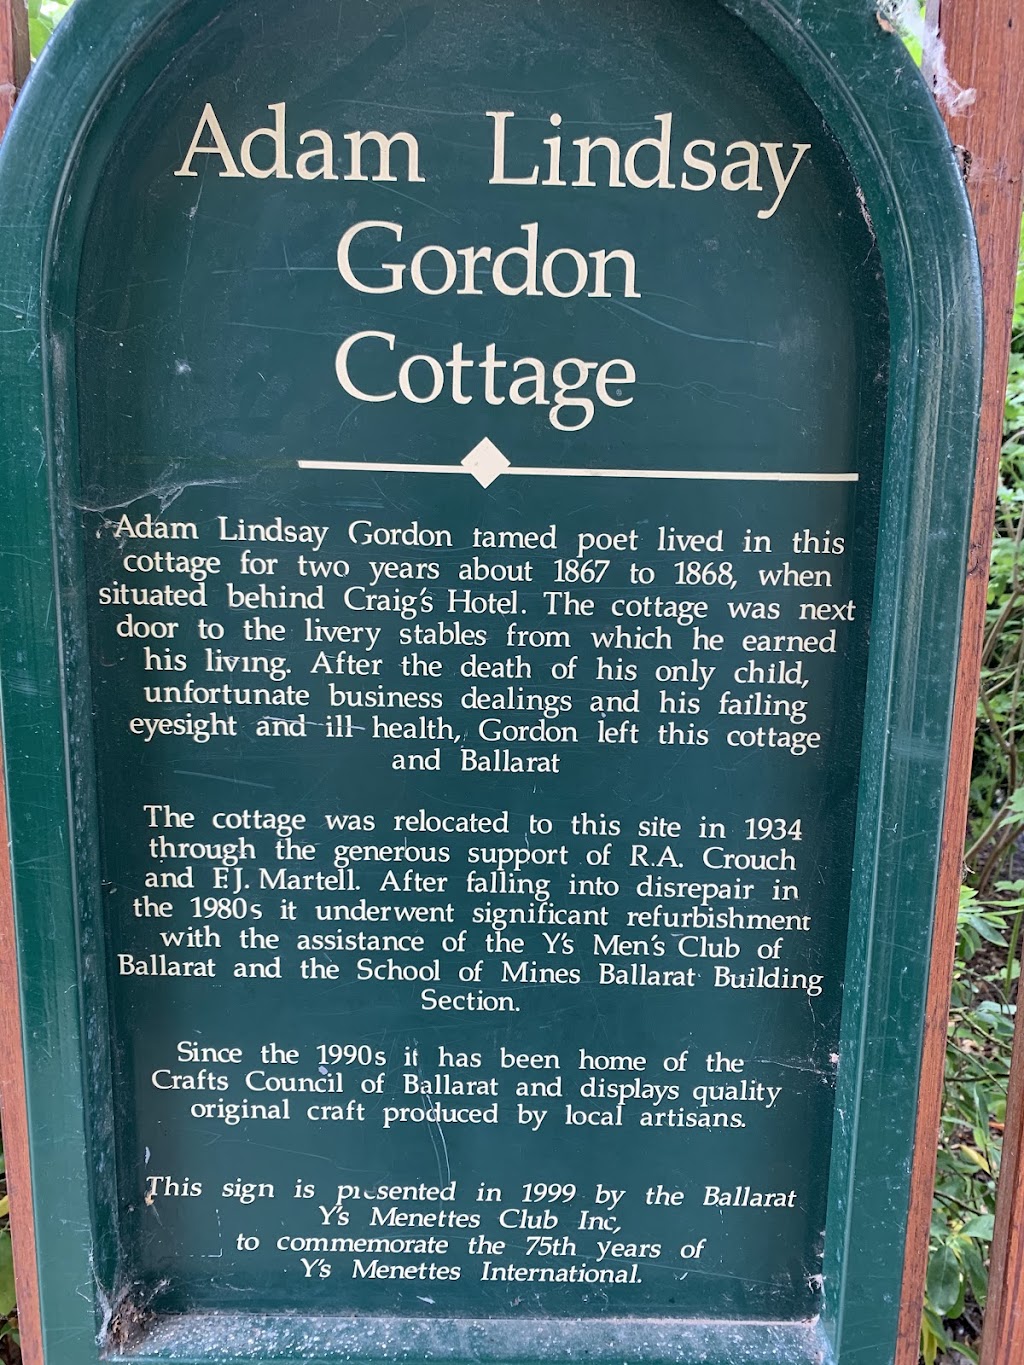 Adam Lindsay
Gordon
Cottage
Adam Lindsay Gordon tamed poet lived in this
cottage for two years about 1867 to 1868, when
situated behind Craig's Hotel. The cottage was next
door to the livery stables from which he earned
his living. After the death of his only child,
unfortunate business dealings and his failing
eyesight and ill health, Gordon left this cottage
and Ballarat
The cottage was relocated to this site in 1934
through the generous support of R.A. Crouch
and F.J. Martell. After falling into disrepair in
the 1980s it underwent significant refurbishment
with the assistance of the Y's Men's Club of
Ballarat and the School of Mines Ballarat Building
Section.
Since the 1990s it has been home of the
Crafts Council of Ballarat and displays quality
original craft produced by local artisans.
This sign is presented in 1999 by the Ballarat
Y's Menettes Club Inc,
to commemorate the 75th years of
Y's Menettes International.